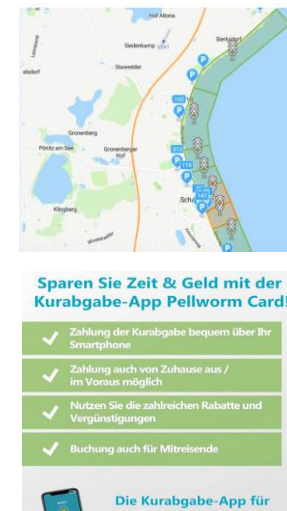 Hof Altona
Sierksdorf
Siedenkamp
Stawedder
Gronenberg
Pönitz am See
Gronenberger
Hof
Klingberg
Sparen Sie Zeit & Geld mit der
Kurabgabe-App Pellworm Card!
Zahlung der Kurabgabe bequem über Ihr
Smartphone
Zahlung auch von Zuhause aus /
im Voraus möglich
Nutzen Sie die zahlreichen Rabatte und
Vergünstigungen
Buchung auch für Mitreisende
Die Kurabgabe-App für